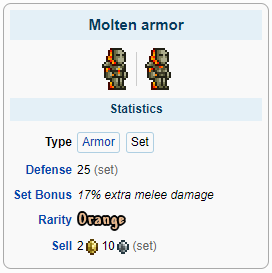 Molten armor
Statistics
Type Armor Set
Defense 25 (set)
Set Bonus 17% extra melee damage
Rarity Orange
Sell 2 10 (set)